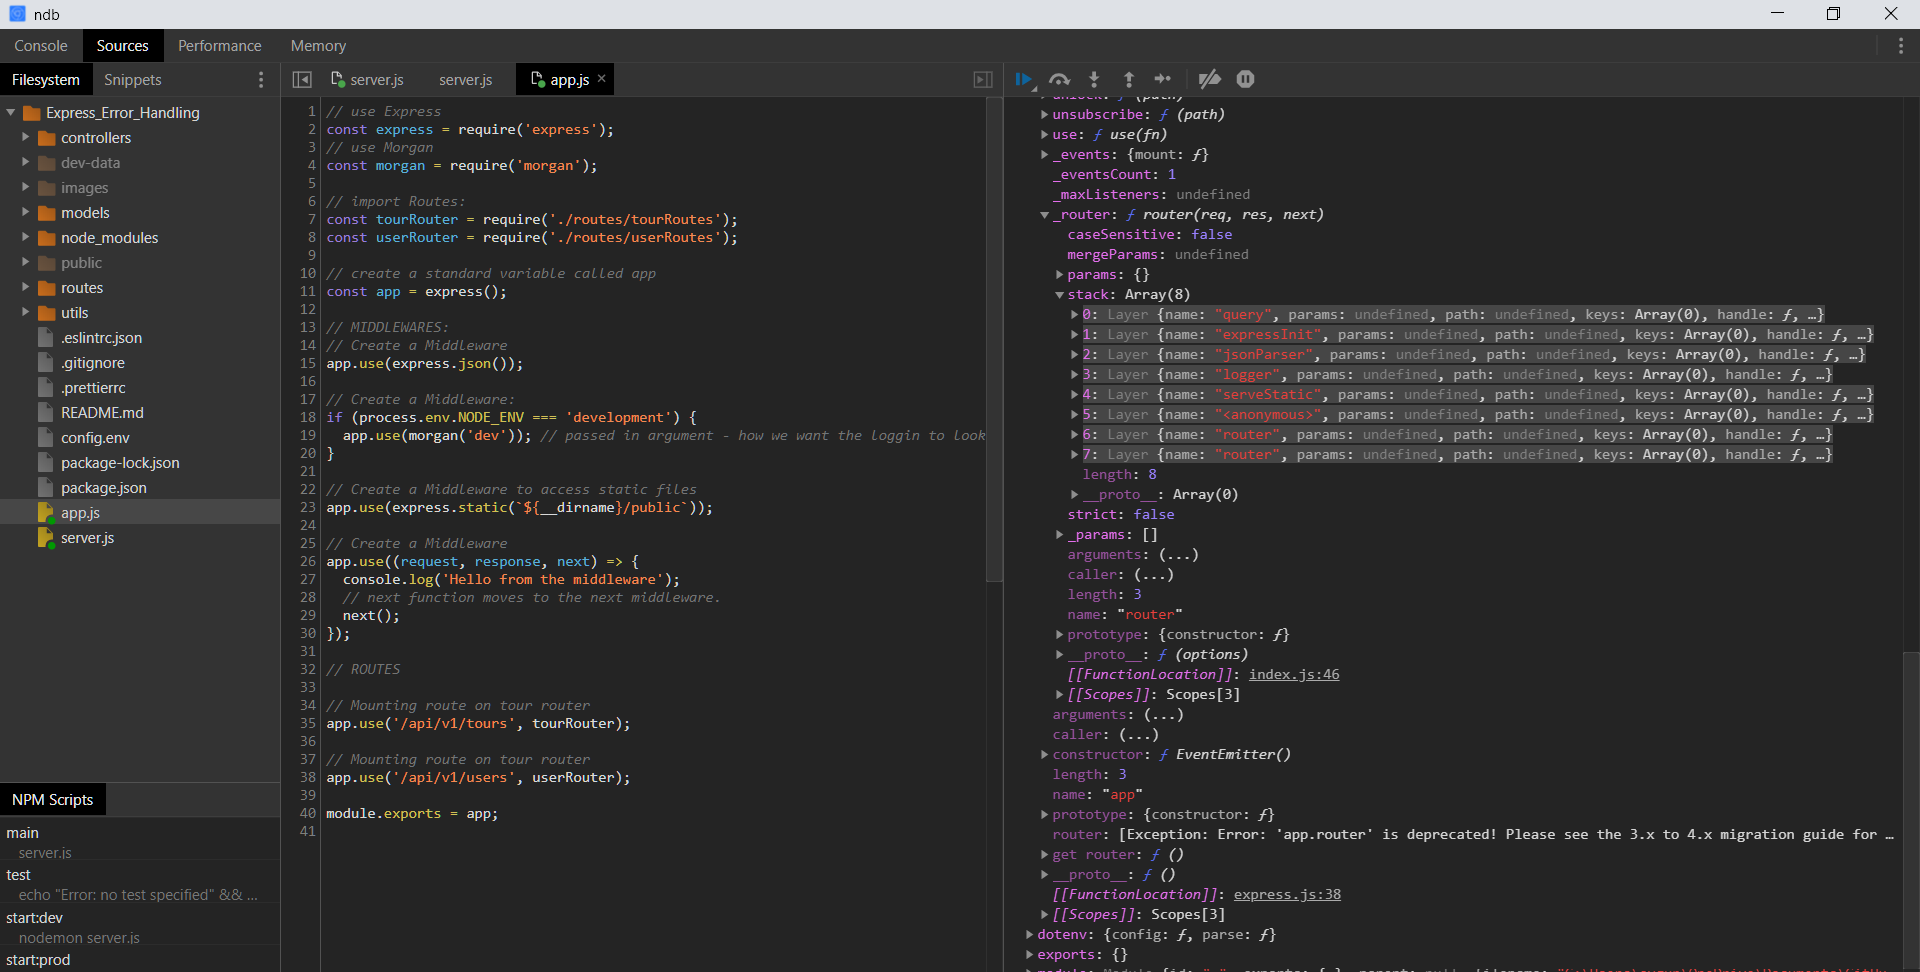 ndb
Console Sources Performance Memory
Filesystem Snippets
Express_Error_Handling
controllers
dev-data
images
models
node_modules
public
routes
utils
.eslintrc.json
.gitignore
.prettierrc
README.md
config.env
package-lock.json
package.json
app.js
server.js
NPM Scripts
main
server.js
test
echo "Error: no test specified" && ...
start:dev
nodemon server.js
start:prod
server.js server.js app.js ×
1 // use Express
2 const express = require('express');
3 // use Morgan
4 const morgan = require('morgan');
5
6 // import Routes:
7 const tourRouter = require('./routes/tourRoutes');
8 const userRouter = require('./routes/userRoutes');
9
10 // create a standard variable called app
11 const app = express();
12
13 // MIDDLEWARES:
14 // Create a Middleware
15 app.use(express.json());
16
17 // Create a Middleware:
18 if (process.env.NODE_ENV === 'development') {
19 app.use(morgan('dev')); // passed in argument - how we want the loggin to look
20 }
21
22 // Create a Middleware to access static files
23 app.use(express.static(`${__dirname}/public`));
24
25 // Create a Middleware
26 app.use((request, response, next) => {
27 console.log('Hello from the middleware');
28 // next function moves to the next middleware.
29 next();
30 });
31
32 // ROUTES
33
34 // Mounting route on tour router
35 app.use('/api/v1/tours', tourRouter);
36
37 // Mounting route on tour router
38 app.use('/api/v1/users', userRouter);
39
40 module.exports = app;
41
unlock: ƒ (path)
unsubscribe: ƒ (path)
use: ƒ use(fn)
_events: {mount: ƒ}
_eventsCount: 1
_maxListeners: undefined
_router: ƒ router(req, res, next)
caseSensitive: false
mergeParams: undefined
params: {}
stack: Array(8)
0: Layer {name: "query", params: undefined, path: undefined, keys: Array(0), handle: ƒ, …}
1: Layer {name: "expressInit", params: undefined, path: undefined, keys: Array(0), handle: ƒ, …}
2: Layer {name: "jsonParser", params: undefined, path: undefined, keys: Array(0), handle: ƒ, …}
3: Layer {name: "logger", params: undefined, path: undefined, keys: Array(0), handle: ƒ, …}
4: Layer {name: "serveStatic", params: undefined, path: undefined, keys: Array(0), handle: ƒ, …}
5: Layer {name: "<anonymous>", params: undefined, path: undefined, keys: Array(0), handle: ƒ, …}
6: Layer {name: "router", params: undefined, path: undefined, keys: Array(0), handle: ƒ, …}
7: Layer {name: "router", params: undefined, path: undefined, keys: Array(0), handle: ƒ, …}
length: 8
__proto__: Array(0)
strict: false
_params: []
arguments: (...)
caller: (...)
length: 3
name: "router"
prototype: {constructor: ƒ}
__proto__: ƒ (options)
[[FunctionLocation]]: index.js:46
[[Scopes]]: Scopes[3]
arguments: (...)
caller: (...)
constructor: ƒ EventEmitter()
length: 3
name: "app"
prototype: {constructor: ƒ}
router: [Exception: Error: 'app.router' is deprecated! Please see the 3.x to 4.x migration guide for …
get router: ƒ ()
__proto__: ƒ ()
[[FunctionLocation]]: express.js:38
[[Scopes]]: Scopes[3]
dotenv: {config: ƒ, parse: ƒ}
exports: {}